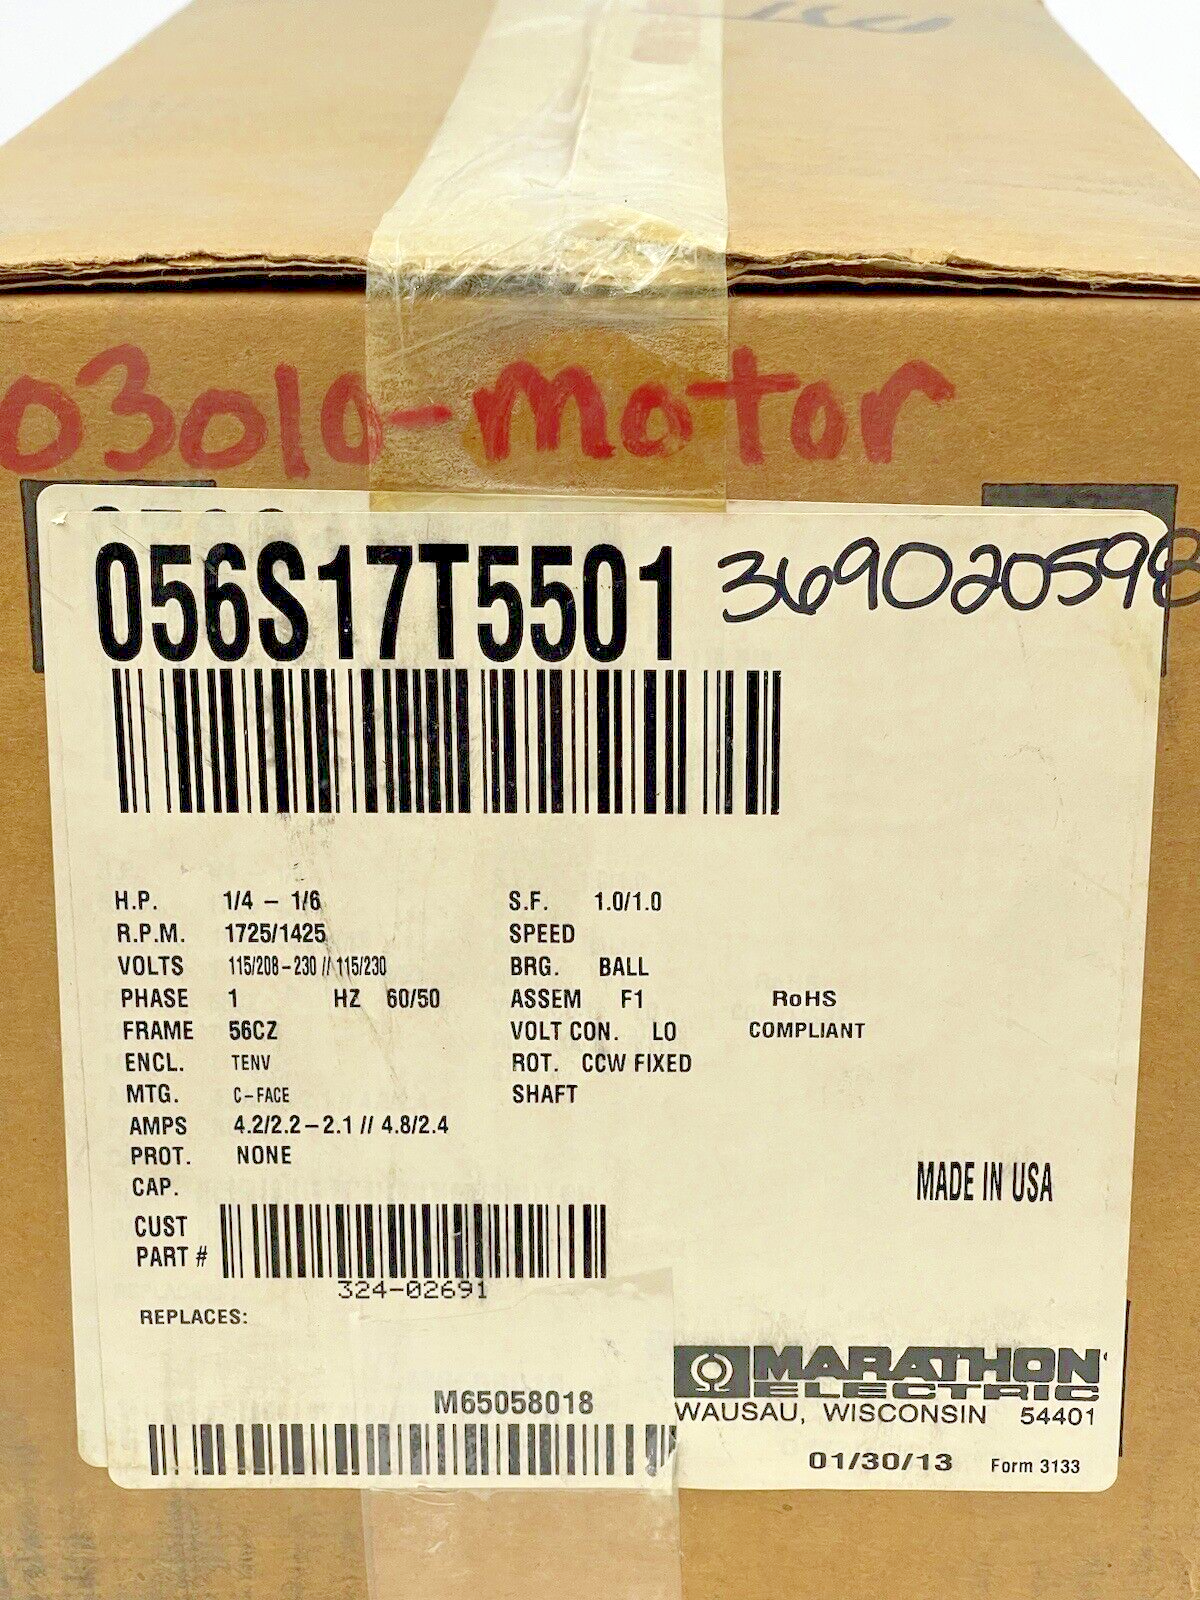 03010-motor
056S17T5501 369020598
H.P. 1/4 - 1/6 S.F. 1.0/1.0
R.P.M. 1725/1425 SPEED
VOLTS 115/208-230 // 115/230 BRG. BALL
PHASE 1 HZ 60/50 ASSEM F1 RoHS
FRAME 56CZ VOLT CON. LO COMPLIANT
ENCL. TENV ROT. CCW FIXED
MTG. C-FACE SHAFT
AMPS 4.2/2.2-2.1 // 4.8/2.4
PROT. NONE
CAP.
MADE IN USA
CUST
PART #
324-02691
REPLACES:
MARATHON
ELECTRIC
M65058018
WAUSAU, WISCONSIN 54401
01/30/13 Form 3133